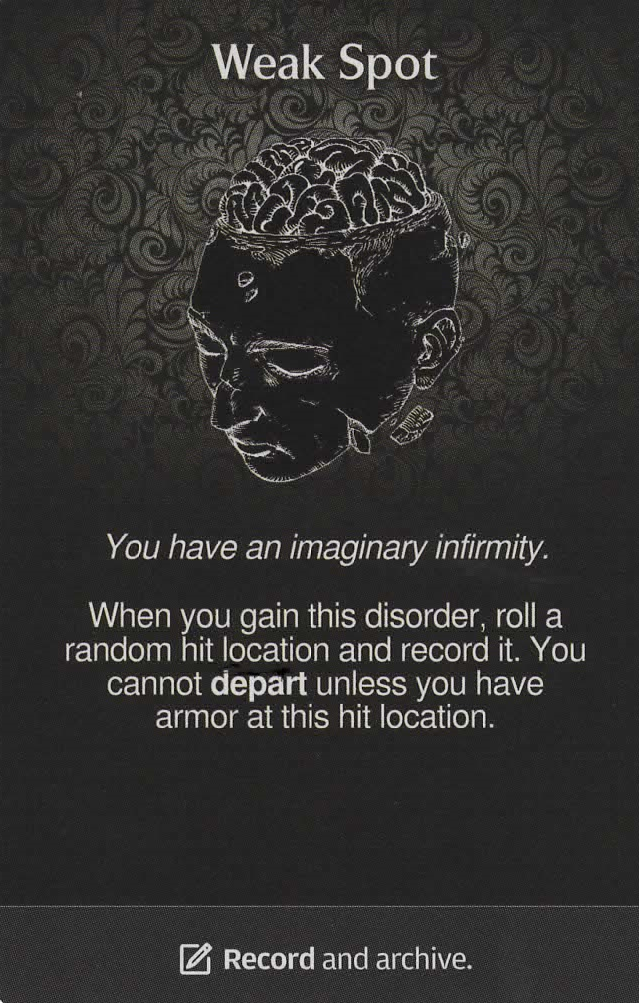 Weak Spot
You have an imaginary infirmity.
When you gain this disorder, roll a
random hit location and record it. You
cannot depart unless you have
armor at this hit location.
Record and archive.